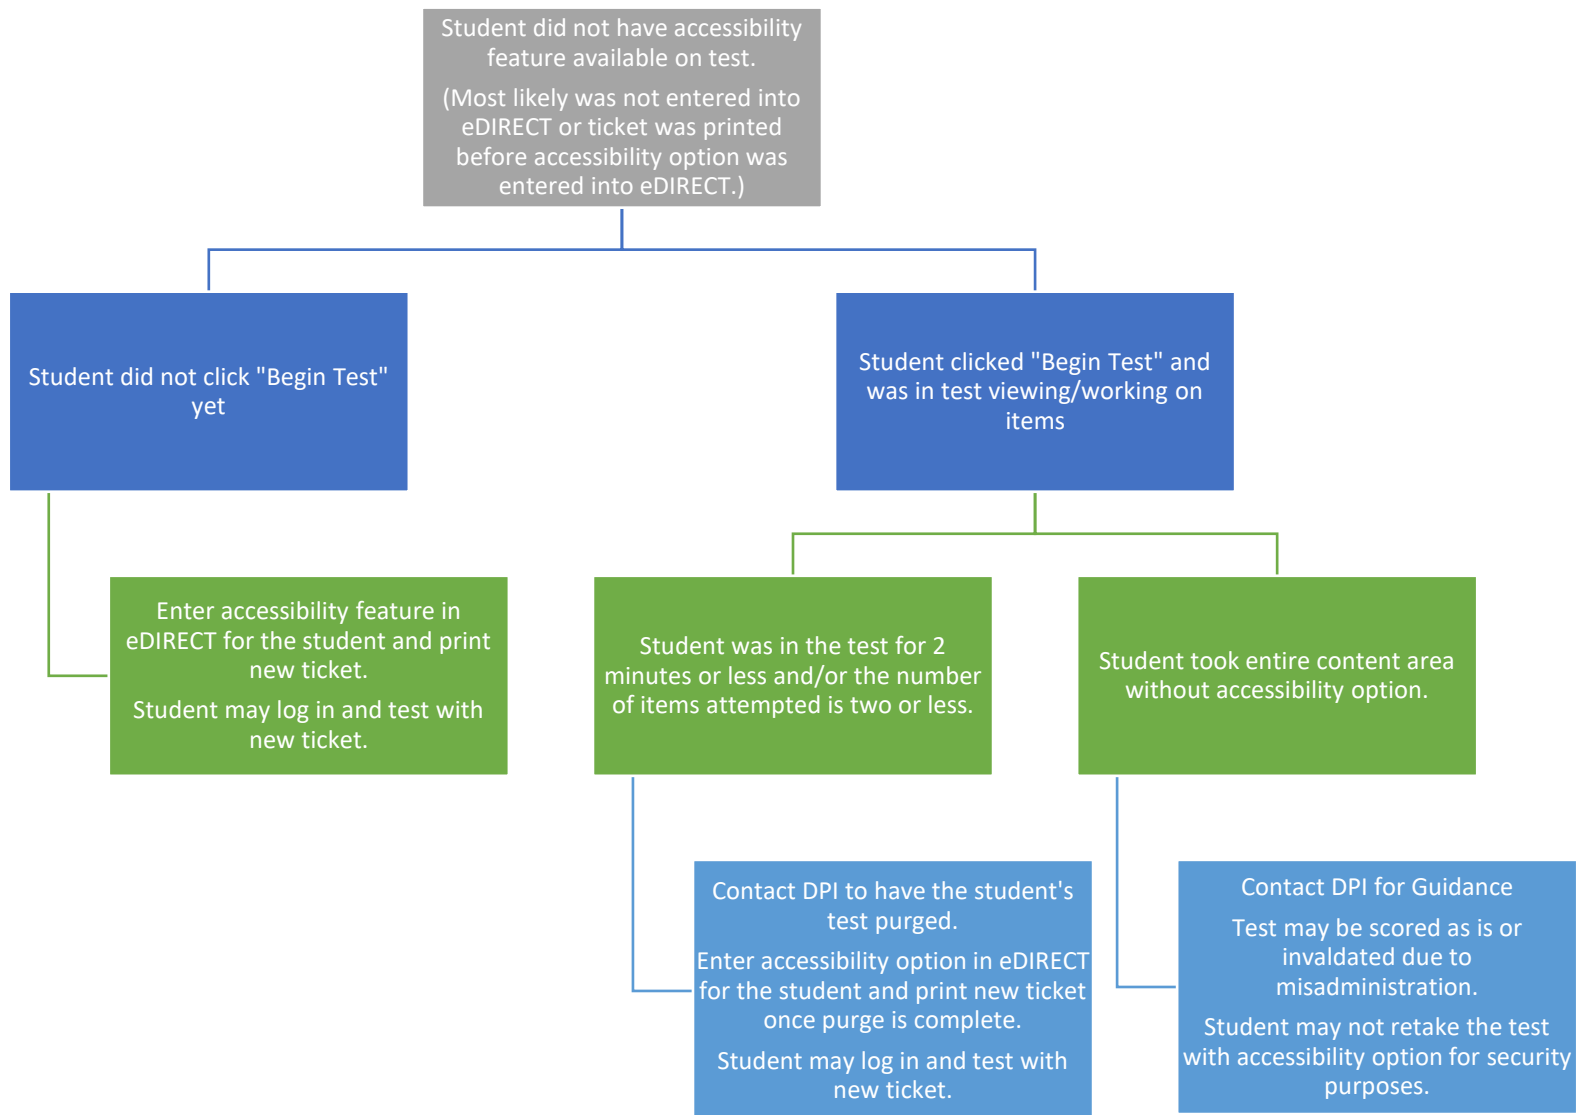 Student did not have accessibility
feature available on test.
(Most likely was not entered into
eDIRECT or ticket was printed
before accessibility option was
entered into eDIRECT.)
Student did not click "Begin Test"
yet
Student clicked "Begin Test" and
was in test viewing/working on
items
Enter accessibility feature in
eDIRECT for the student and print
new ticket.
Student may log in and test with
new ticket.
Student was in the test for 2
minutes or less and/or the number
of items attempted is two or less.
Student took entire content area
without accessibility option.
Contact DPI to have the student's
test purged.
Enter accessibility option in eDIRECT
for the student and print new ticket
once purge is complete.
Student may log in and test with
new ticket.
Contact DPI for Guidance
Test may be scored as is or
invaldated due to
misadministration.
Student may not retake the test
with accessibility option for security
purposes.